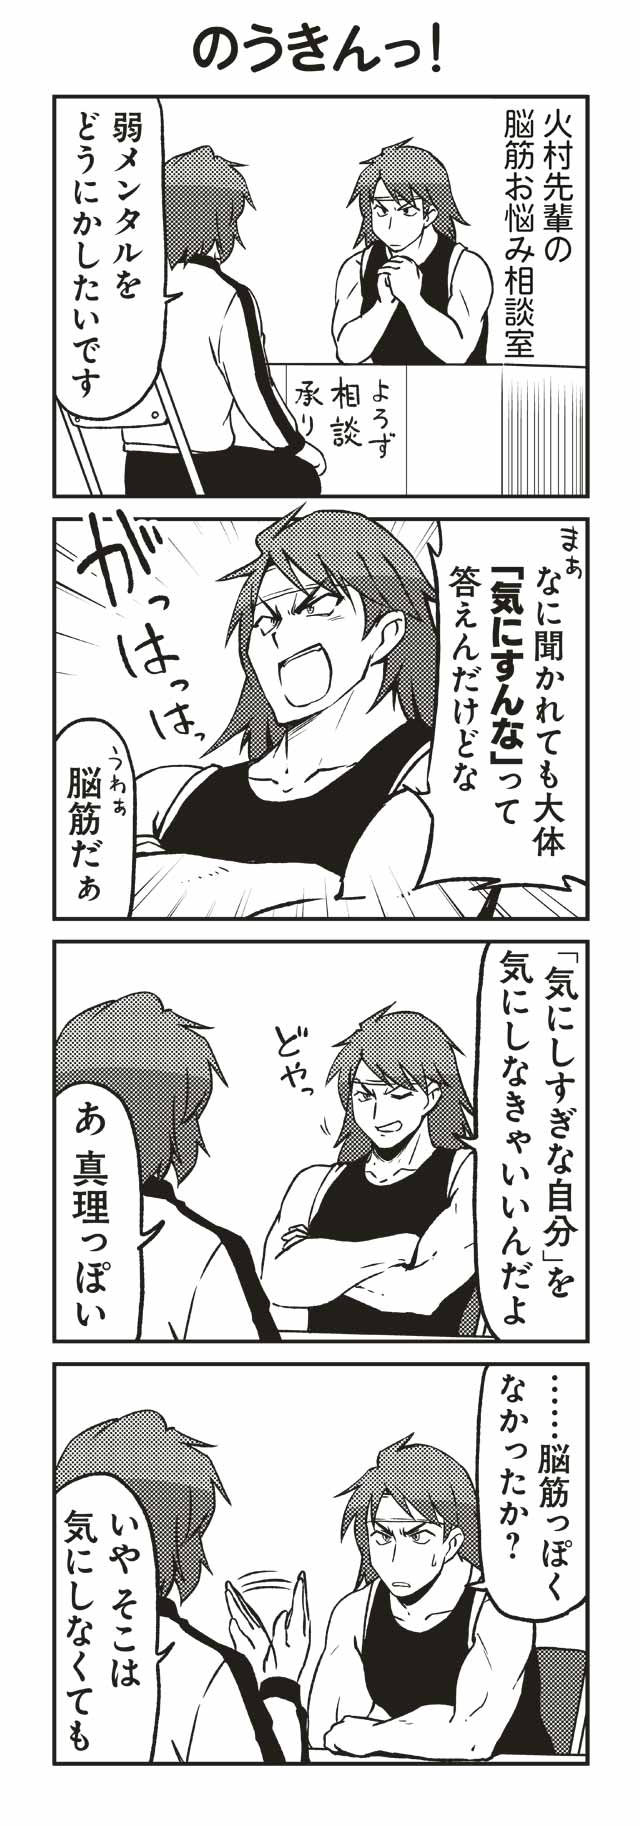 のうきんっ!
火村先輩の
脳筋お悩み相談室
弱メンタルを
どうにかしたいです
よろず
相談
承り
まぁ
なに聞かれても大体
「気にすんな」って
答えんだけどな
がっはっはっ
うわぁ
脳筋だぁ
「気にしすぎな自分」を
気にしなきゃいいんだよ
どやっ
あ 真理っぽい
……脳筋っぽく
なかったか?
いや そこは
気にしなくても